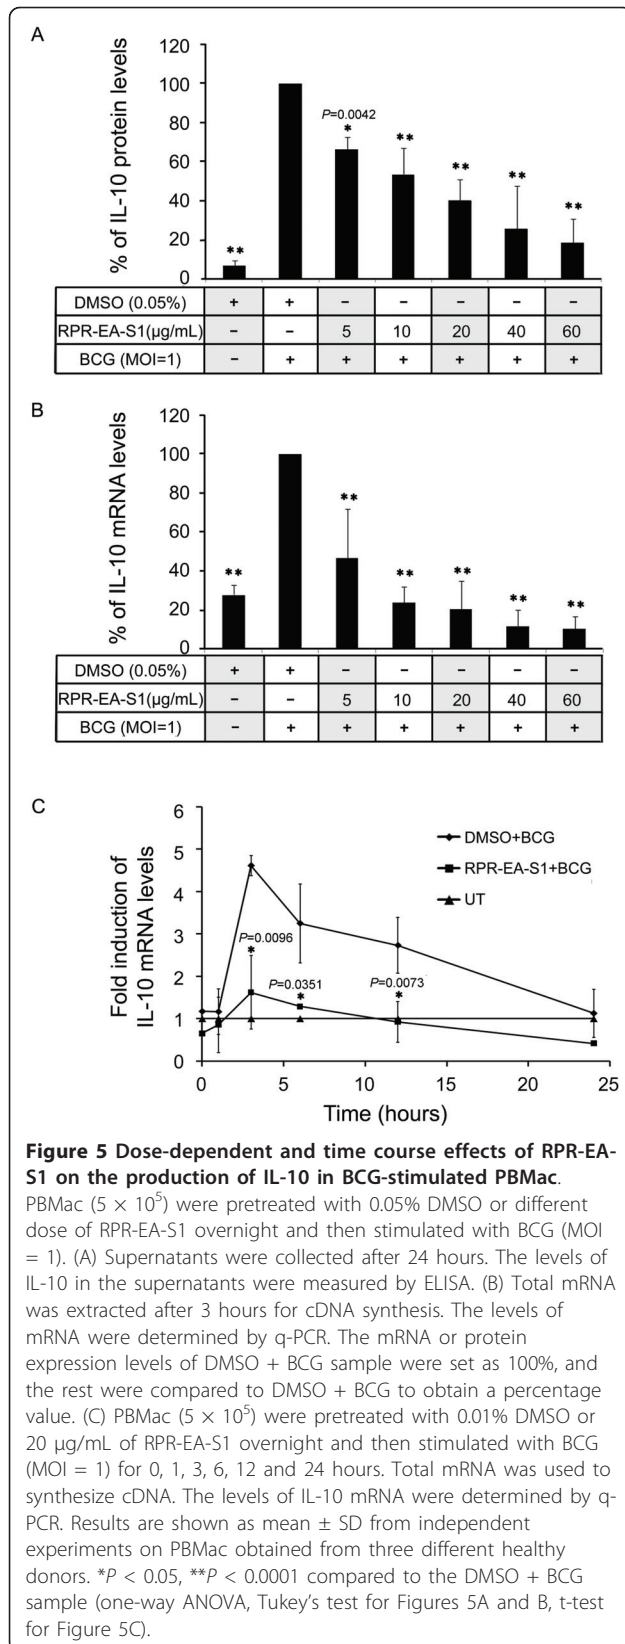 A
% of IL-10 protein levels
120
100
80
60
40
20
0
P=0.0042
**
*
**
**
**
**
DMSO (0.05%) + + − − − − −
RPR-EA-S1(μg/mL) − − 5 10 20 40 60
BCG (MOI=1) − + + + + + +
B
% of IL-10 mRNA levels
120
100
80
60
40
20
0
**
**
**
**
**
**
DMSO (0.05%) + + − − − − −
RPR-EA-S1(μg/mL) − − 5 10 20 40 60
BCG (MOI=1) − + + + + + +
C
Fold induction of
IL-10 mRNA levels
6
5
4
3
2
1
0
DMSO+BCG
RPR-EA-S1+BCG
UT
P=0.0096
*
P=0.0351
*
P=0.0073
*
0 5 10 15 20 25
Time (hours)
Figure 5 Dose-dependent and time course effects of RPR-EA-
S1 on the production of IL-10 in BCG-stimulated PBMac.
PBMac (5 × 10⁵) were pretreated with 0.05% DMSO or different
dose of RPR-EA-S1 overnight and then stimulated with BCG (MOI
= 1). (A) Supernatants were collected after 24 hours. The levels of
IL-10 in the supernatants were measured by ELISA. (B) Total mRNA
was extracted after 3 hours for cDNA synthesis. The levels of
mRNA were determined by q-PCR. The mRNA or protein
expression levels of DMSO + BCG sample were set as 100%, and
the rest were compared to DMSO + BCG to obtain a percentage
value. (C) PBMac (5 × 10⁵) were pretreated with 0.01% DMSO or
20 μg/mL of RPR-EA-S1 overnight and then stimulated with BCG
(MOI = 1) for 0, 1, 3, 6, 12 and 24 hours. Total mRNA was used to
synthesize cDNA. The levels of IL-10 mRNA were determined by q-
PCR. Results are shown as mean ± SD from independent
experiments on PBMac obtained from three different healthy
donors. *P < 0.05, **P < 0.0001 compared to the DMSO + BCG
sample (one-way ANOVA, Tukey's test for Figures 5A and B, t-test
for Figure 5C).